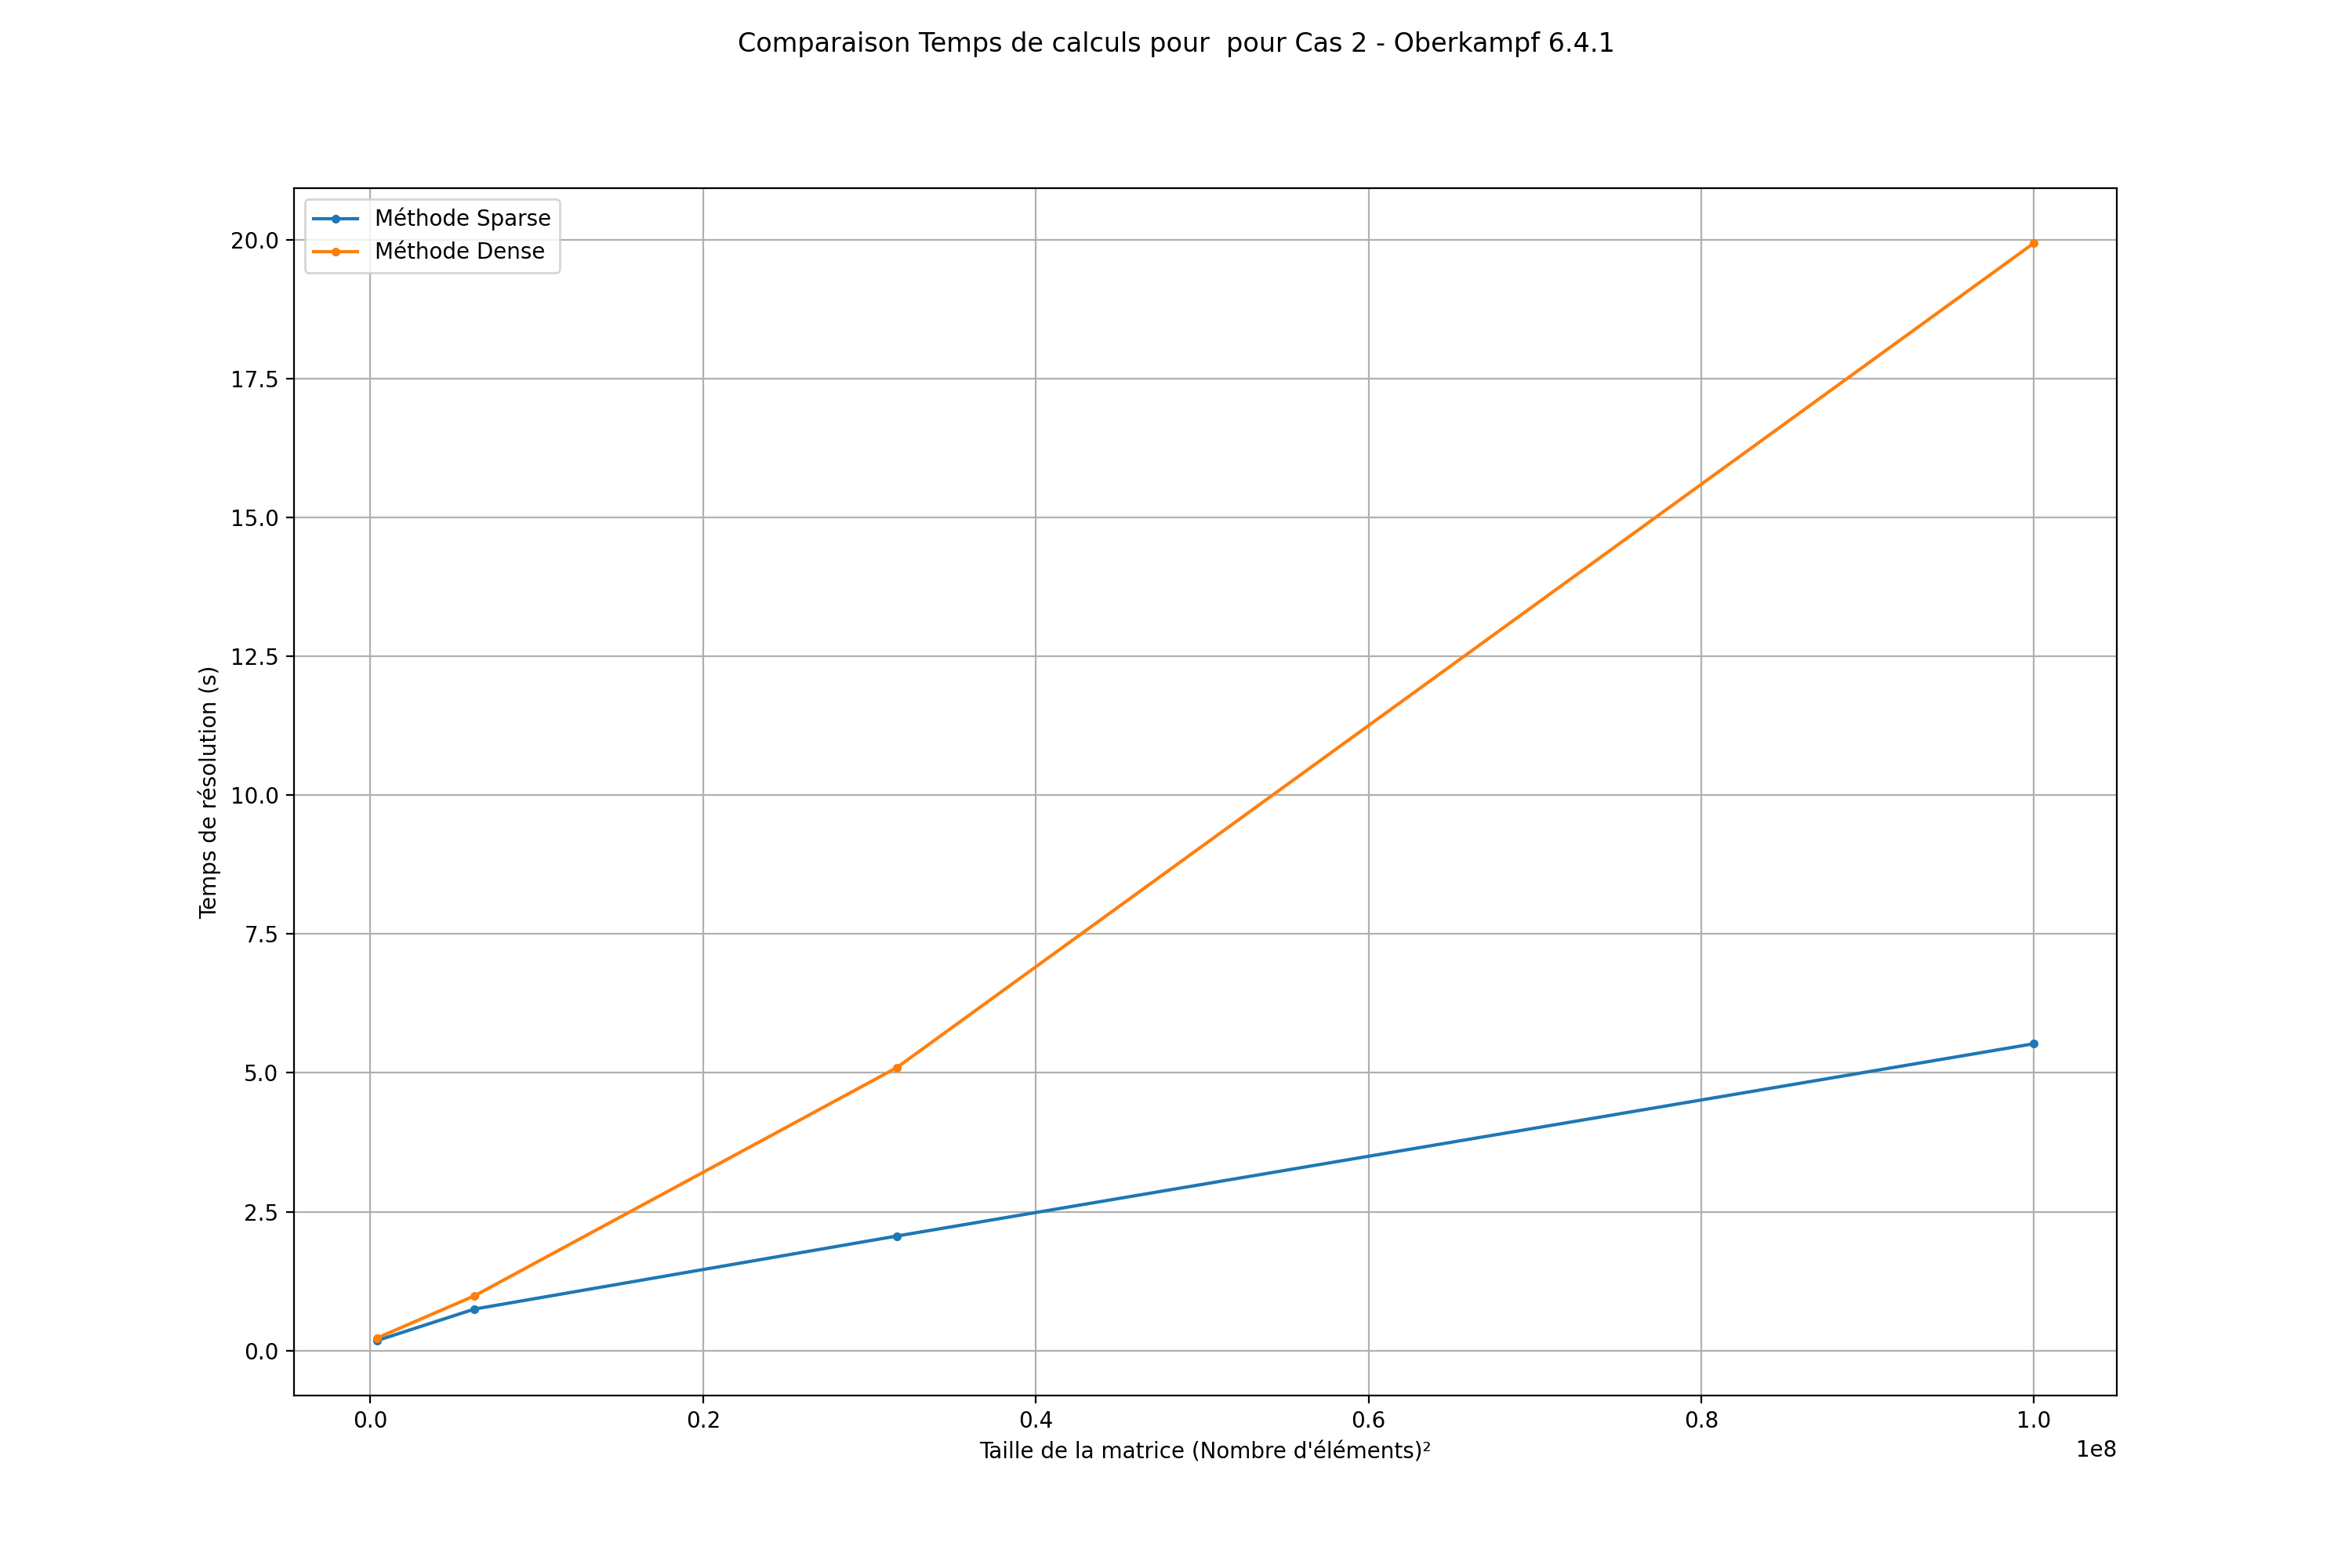 Comparaison Temps de calculs pour  pour Cas 2 - Oberkampf 6.4.1
Méthode Sparse
Méthode Dense
20.0
17.5
15.0
12.5
10.0
7.5
5.0
2.5
0.0
Temps de résolution (s)
0.0 0.2 0.4 0.6 0.8 1.0
1e8
Taille de la matrice (Nombre d'éléments)²